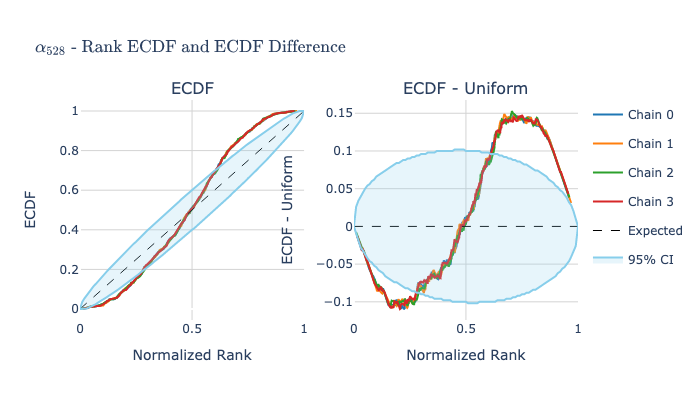 α528 - Rank ECDF and ECDF Difference
ECDF
ECDF - Uniform
ECDF
1
0.8
0.6
0.4
0.2
0
0
0.5
1
Normalized Rank
ECDF - Uniform
0.15
0.1
0.05
0
−0.05
−0.1
0
0.5
1
Normalized Rank
Chain 0
Chain 1
Chain 2
Chain 3
Expected
95% CI